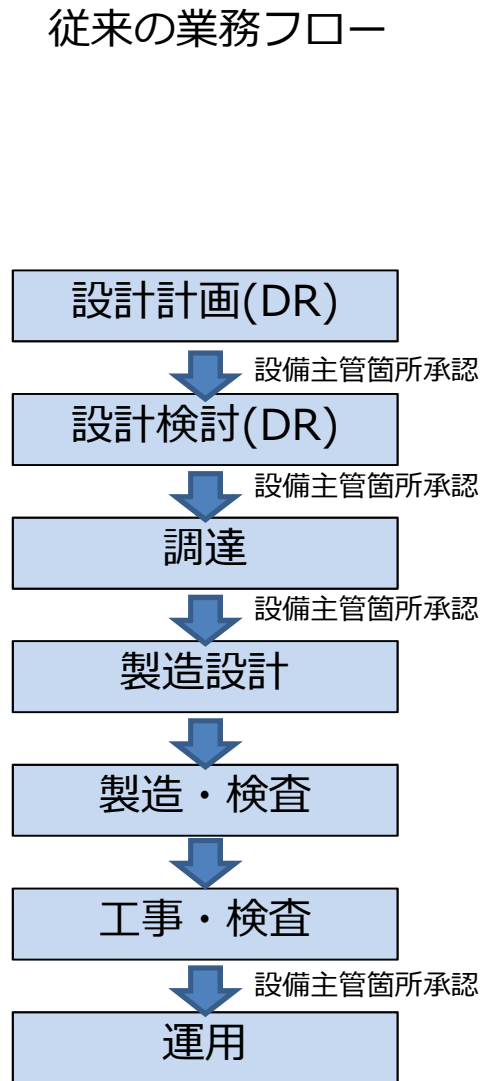 従来の業務フロー
設計計画(DR)
設備主管箇所承認
設計検討(DR)
設備主管箇所承認
調達
設備主管箇所承認
製造設計
製造・検査
工事・検査
設備主管箇所承認
運用